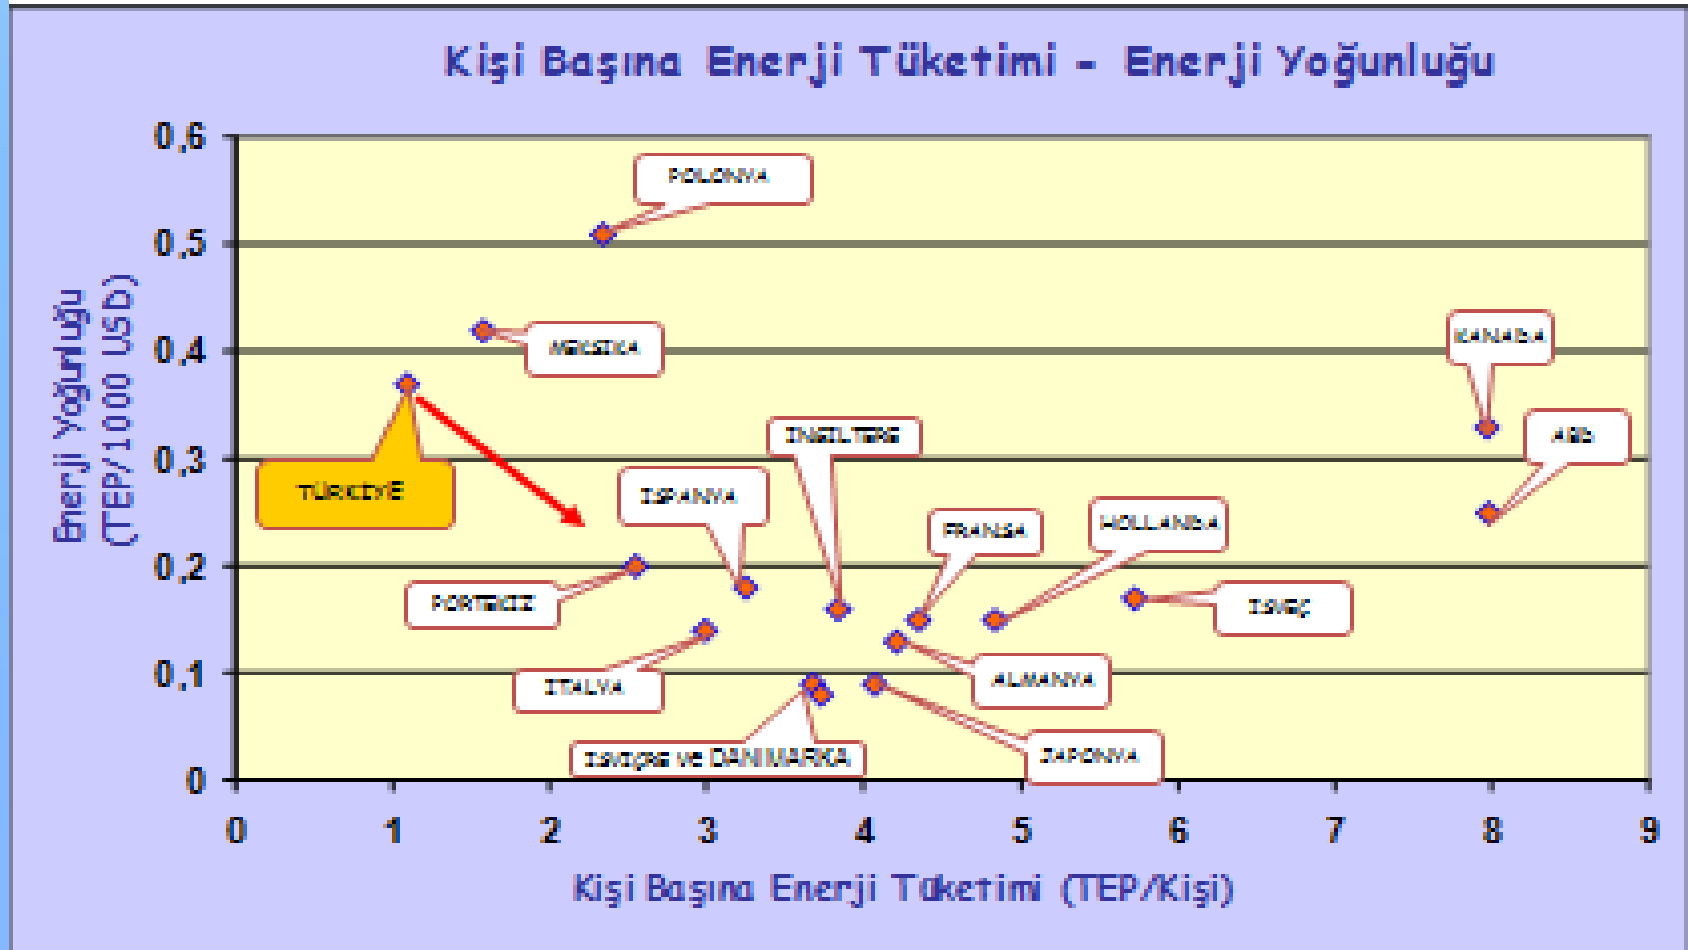 Kişi Başına Enerji Tüketimi - Enerji Yoğunluğu
Enerji Yoğunluğu
(TEP/1000 USD)
0,6
0,5
0,4
0,3
0,2
0,1
0
POLONYA
MEKSİKA
KANADA
ABD
TÜRKİYE
İNGİLTERE
İSPANYA
FRANSA
HOLLANDA
PORTEKİZ
İSVEÇ
İTALYA
ALMANYA
İSVİÇRE ve DANİMARKA
JAPONYA
0 1 2 3 4 5 6 7 8 9
Kişi Başına Enerji Tüketimi (TEP/Kişi)